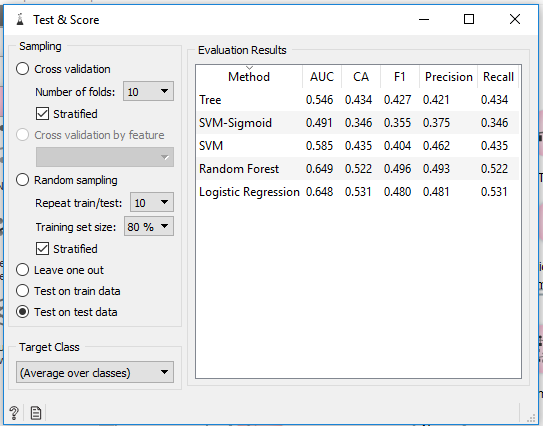 Test & Score
Sampling
Cross validation
Number of folds: 10
Stratified
Cross validation by feature
Random sampling
Repeat train/test: 10
Training set size: 80 %
Stratified
Leave one out
Test on train data
Test on test data
Target Class
(Average over classes)
Evaluation Results
Method AUC CA F1 Precision Recall
Tree 0.546 0.434 0.427 0.421 0.434
SVM-Sigmoid 0.491 0.346 0.355 0.375 0.346
SVM 0.585 0.435 0.404 0.462 0.435
Random Forest 0.649 0.522 0.496 0.493 0.522
Logistic Regression 0.648 0.531 0.480 0.481 0.531
?